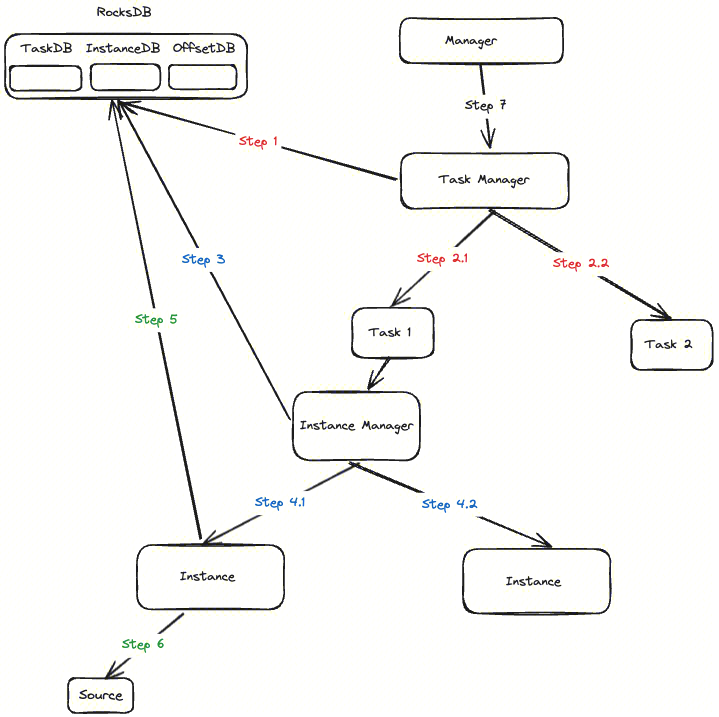 RocksDB
TaskDB InstanceDB OffsetDB
Manager
Step 7
Step 1
Task Manager
Step 3
Step 2.1
Step 2.2
Step 5
Task 1
Task 2
Instance Manager
Step 4.1
Step 4.2
Instance
Instance
Step 6
Source